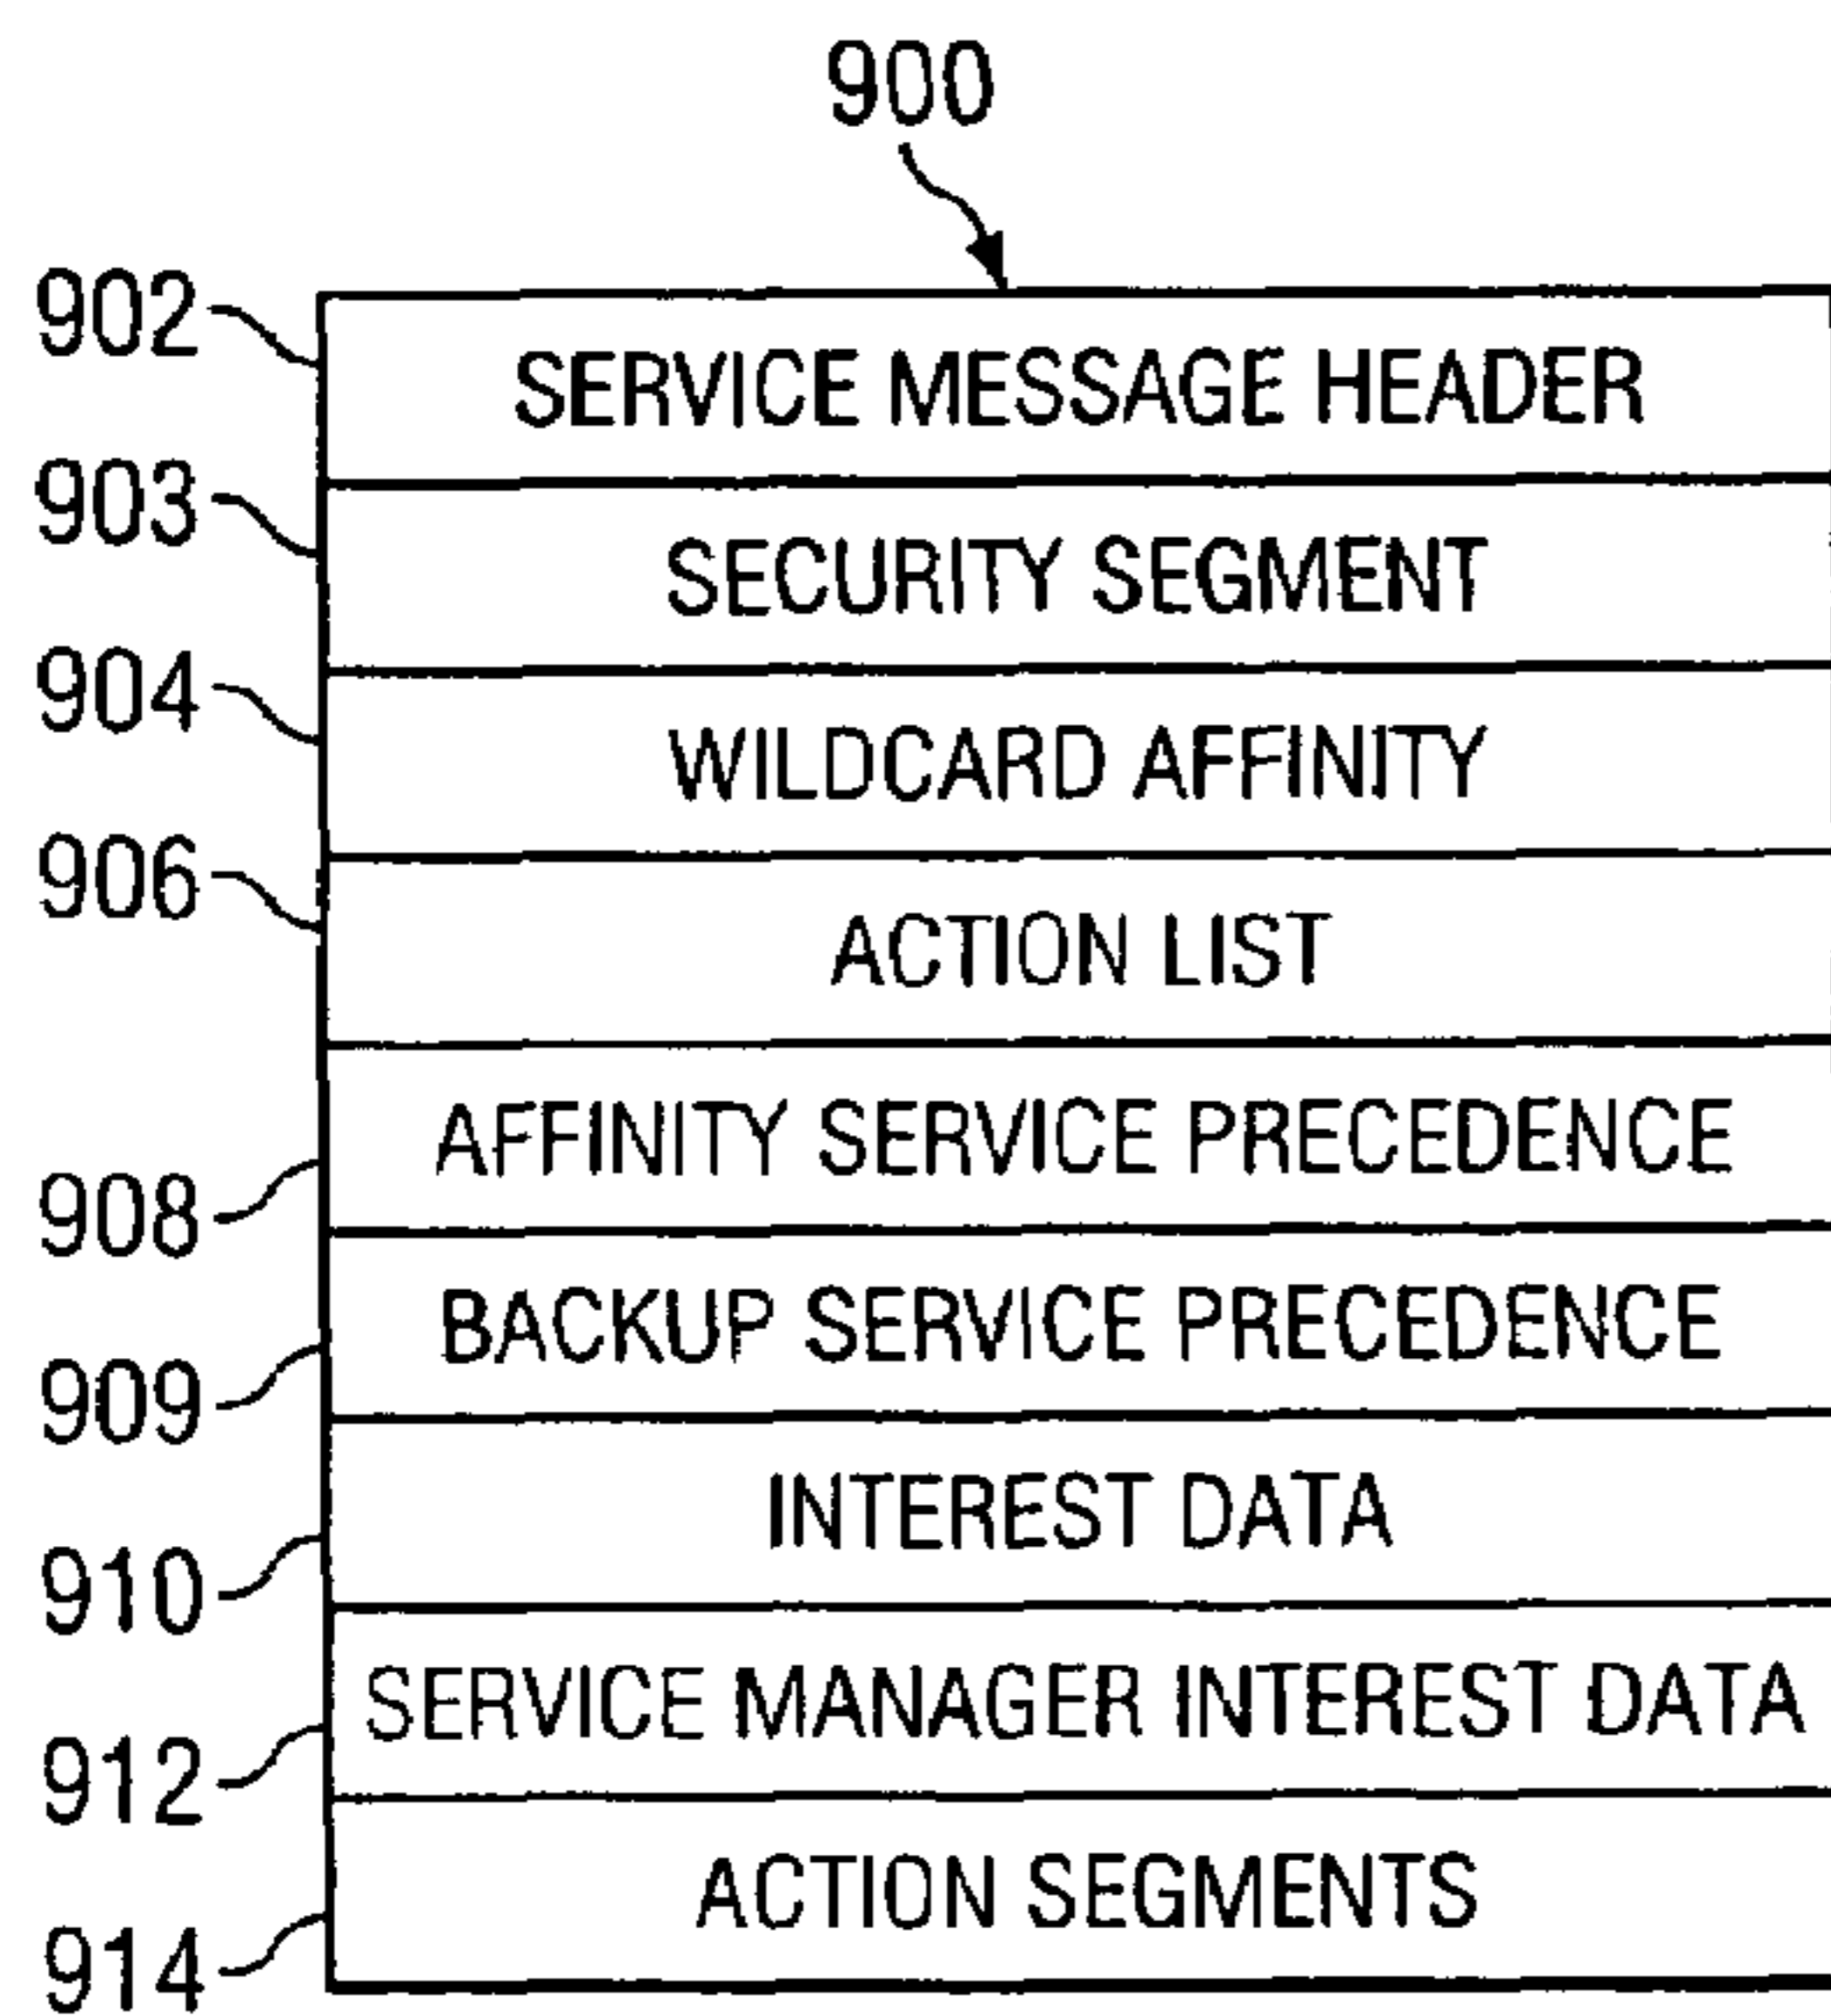 900
902 SERVICE MESSAGE HEADER
903 SECURITY SEGMENT
904 WILDCARD AFFINITY
906 ACTION LIST
908 AFFINITY SERVICE PRECEDENCE
909 BACKUP SERVICE PRECEDENCE
910 INTEREST DATA
912 SERVICE MANAGER INTEREST DATA
914 ACTION SEGMENTS